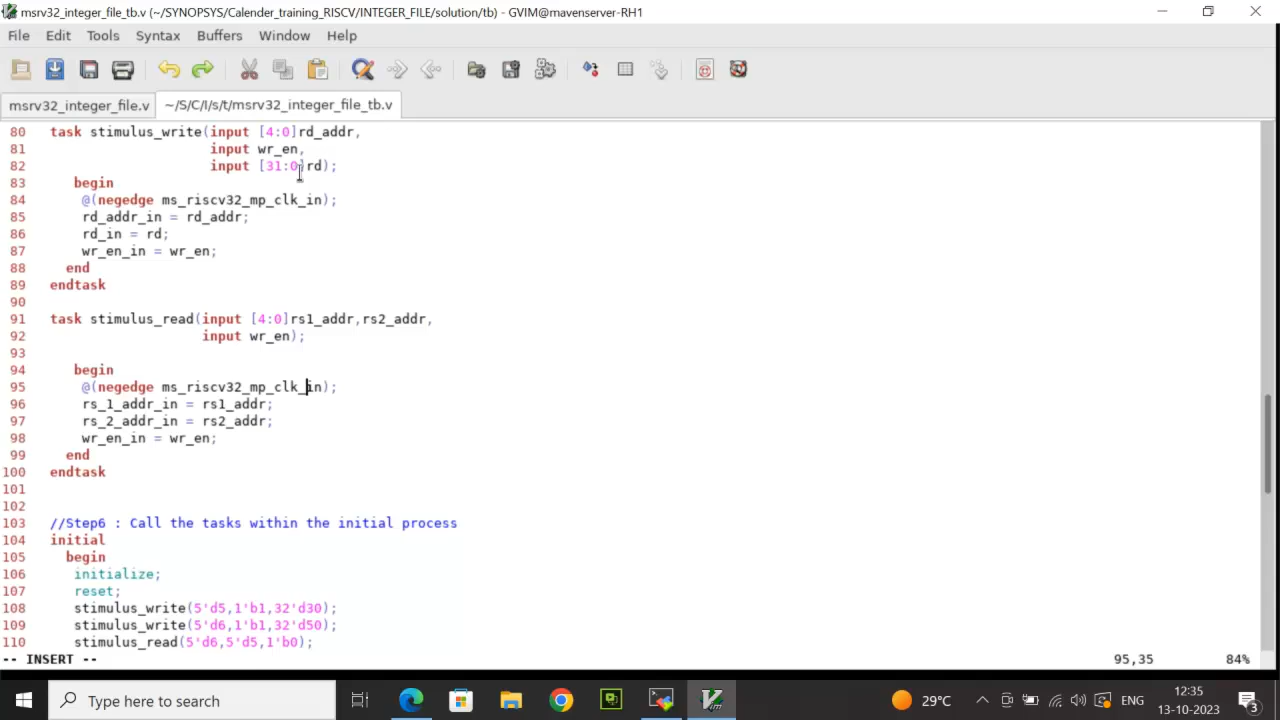 msrv32_integer_file_tb.v (~/SYNOPSYS/Calender_training_RISCV/INTEGER_FILE/solution/tb) - GVIM@mavenserver-RH1
File Edit Tools Syntax Buffers Window Help
msrv32_integer_file.v ~/S/C/I/s/t/msrv32_integer_file_tb.v
80 task stimulus_write(input [4:0]rd_addr,
81 input wr_en,
82 input [31:0]rd);
83 begin
84 @(negedge ms_riscv32_mp_clk_in);
85 rd_addr_in = rd_addr;
86 rd_in = rd;
87 wr_en_in = wr_en;
88 end
89 endtask
90
91 task stimulus_read(input [4:0]rs1_addr,rs2_addr,
92 input wr_en);
93
94 begin
95 @(negedge ms_riscv32_mp_clk_in);
96 rs_1_addr_in = rs1_addr;
97 rs_2_addr_in = rs2_addr;
98 wr_en_in = wr_en;
99 end
100 endtask
101
102
103 //Step6 : Call the tasks within the initial process
104 initial
105 begin
106 initialize;
107 reset;
108 stimulus_write(5'd5,1'b1,32'd30);
109 stimulus_write(5'd6,1'b1,32'd50);
110 stimulus_read(5'd6,5'd5,1'b0);
-- INSERT -- 95,35 84%
Type here to search 29°C ENG 12:35
13-10-2023 3